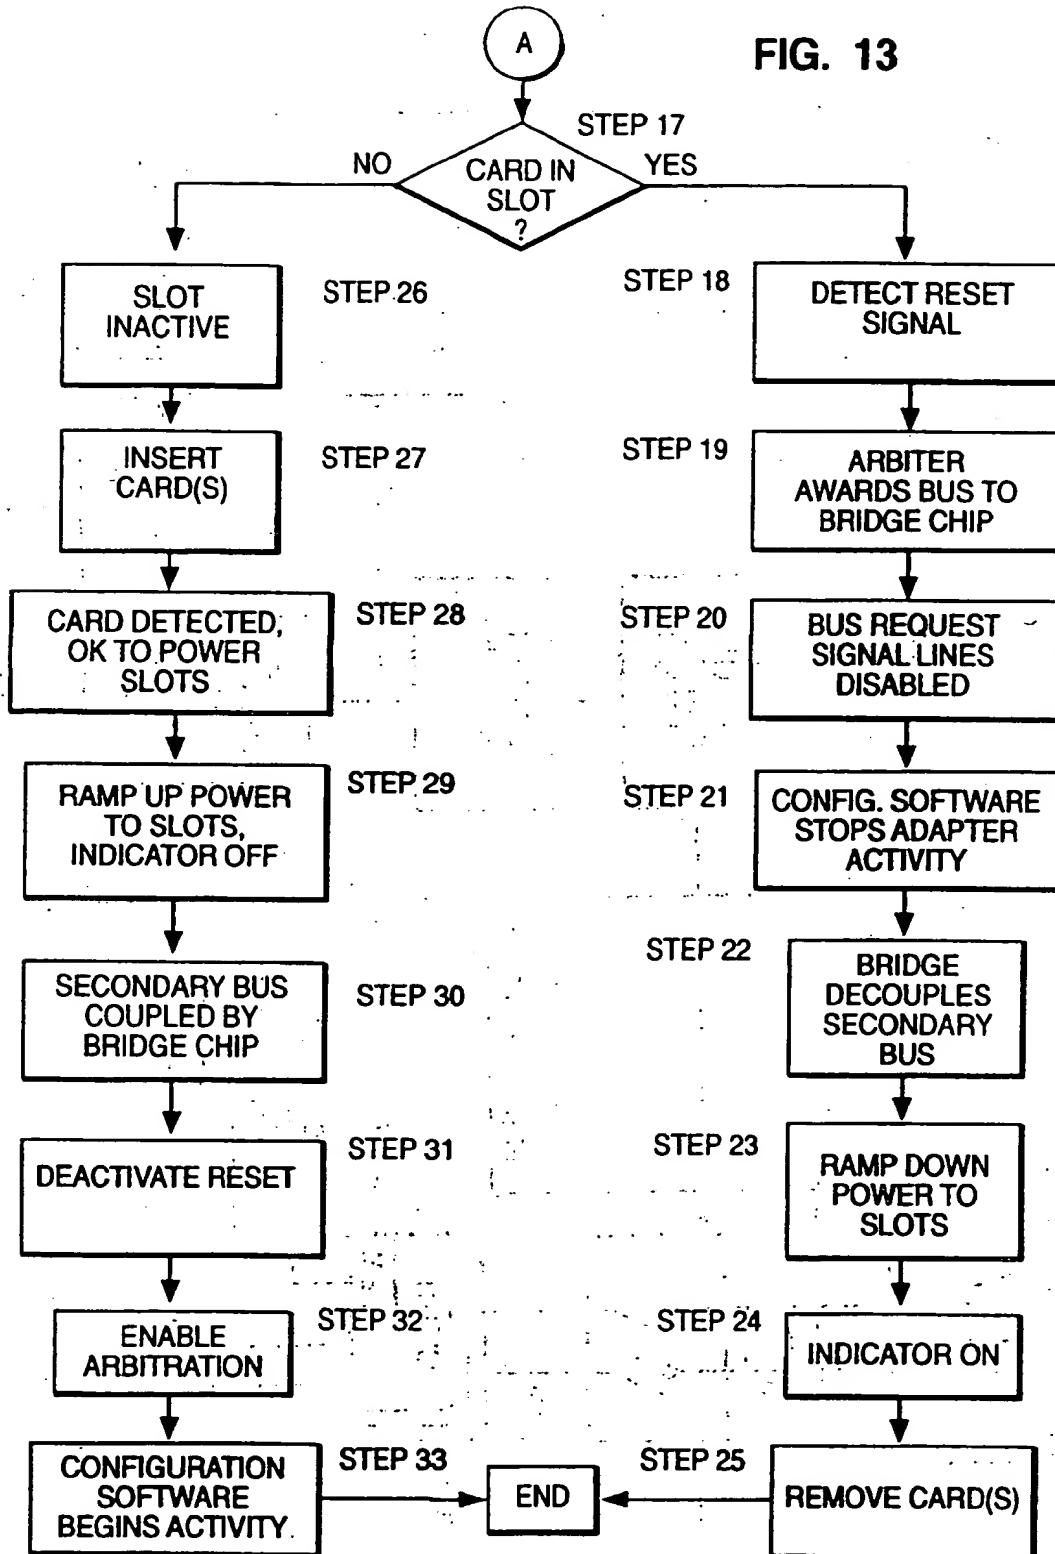 A
FIG. 13
STEP 17
NO
CARD IN
SLOT
?
YES
SLOT
INACTIVE
STEP 26
INSERT
CARD(S)
STEP 27
CARD DETECTED,
OK TO POWER
SLOTS
STEP 28
RAMP UP POWER
TO SLOTS,
INDICATOR OFF
STEP 29
SECONDARY BUS
COUPLED BY
BRIDGE CHIP
STEP 30
DEACTIVATE RESET
STEP 31
ENABLE
ARBITRATION
STEP 32
CONFIGURATION
SOFTWARE
BEGINS ACTIVITY.
STEP 33
STEP 18
DETECT RESET
SIGNAL
STEP 19
ARBITER
AWARDS BUS TO
BRIDGE CHIP
STEP 20
BUS REQUEST
SIGNAL LINES
DISABLED
STEP 21
CONFIG. SOFTWARE
STOPS ADAPTER
ACTIVITY
STEP 22
BRIDGE
DECOUPLES
SECONDARY
BUS
STEP 23
RAMP DOWN
POWER TO
SLOTS
STEP 24
INDICATOR ON
STEP 25
REMOVE CARD(S)
END